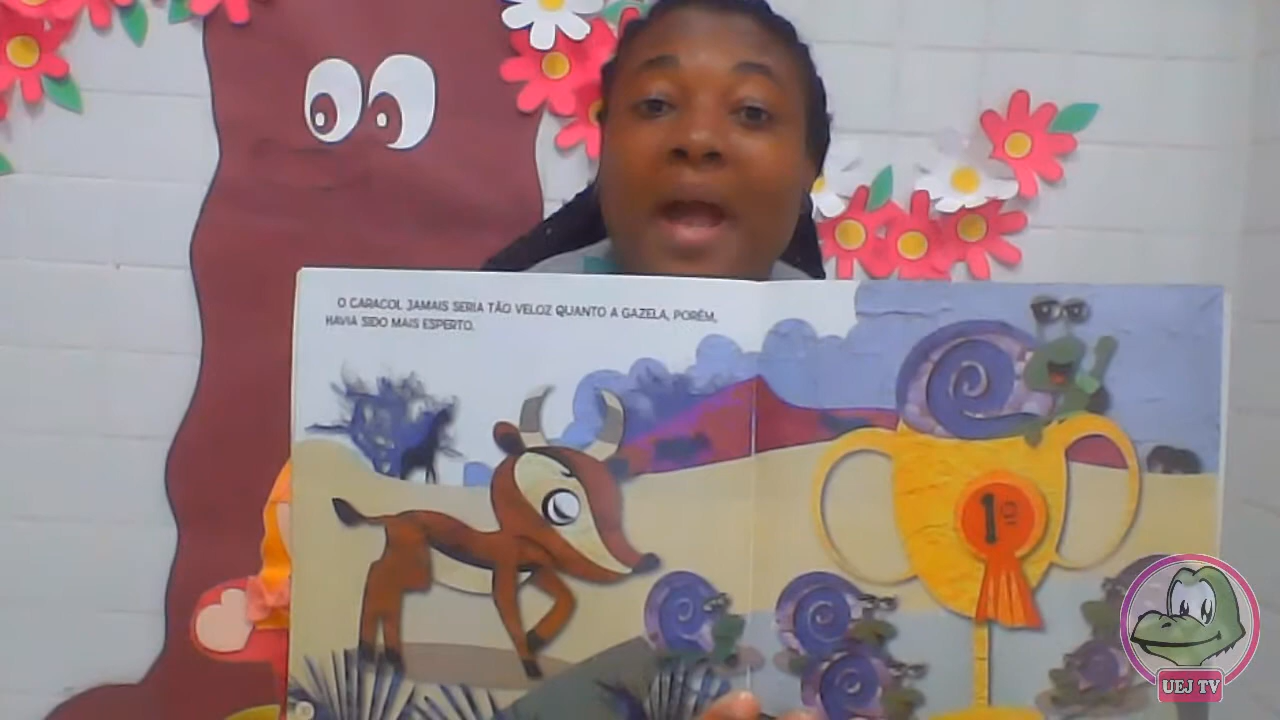 O CARACOL JAMAIS SERIA TÃO VELOZ QUANTO A GAZELA, PORÉM,
HAVIA SIDO MAIS ESPERTO.
1º
UEJ TV